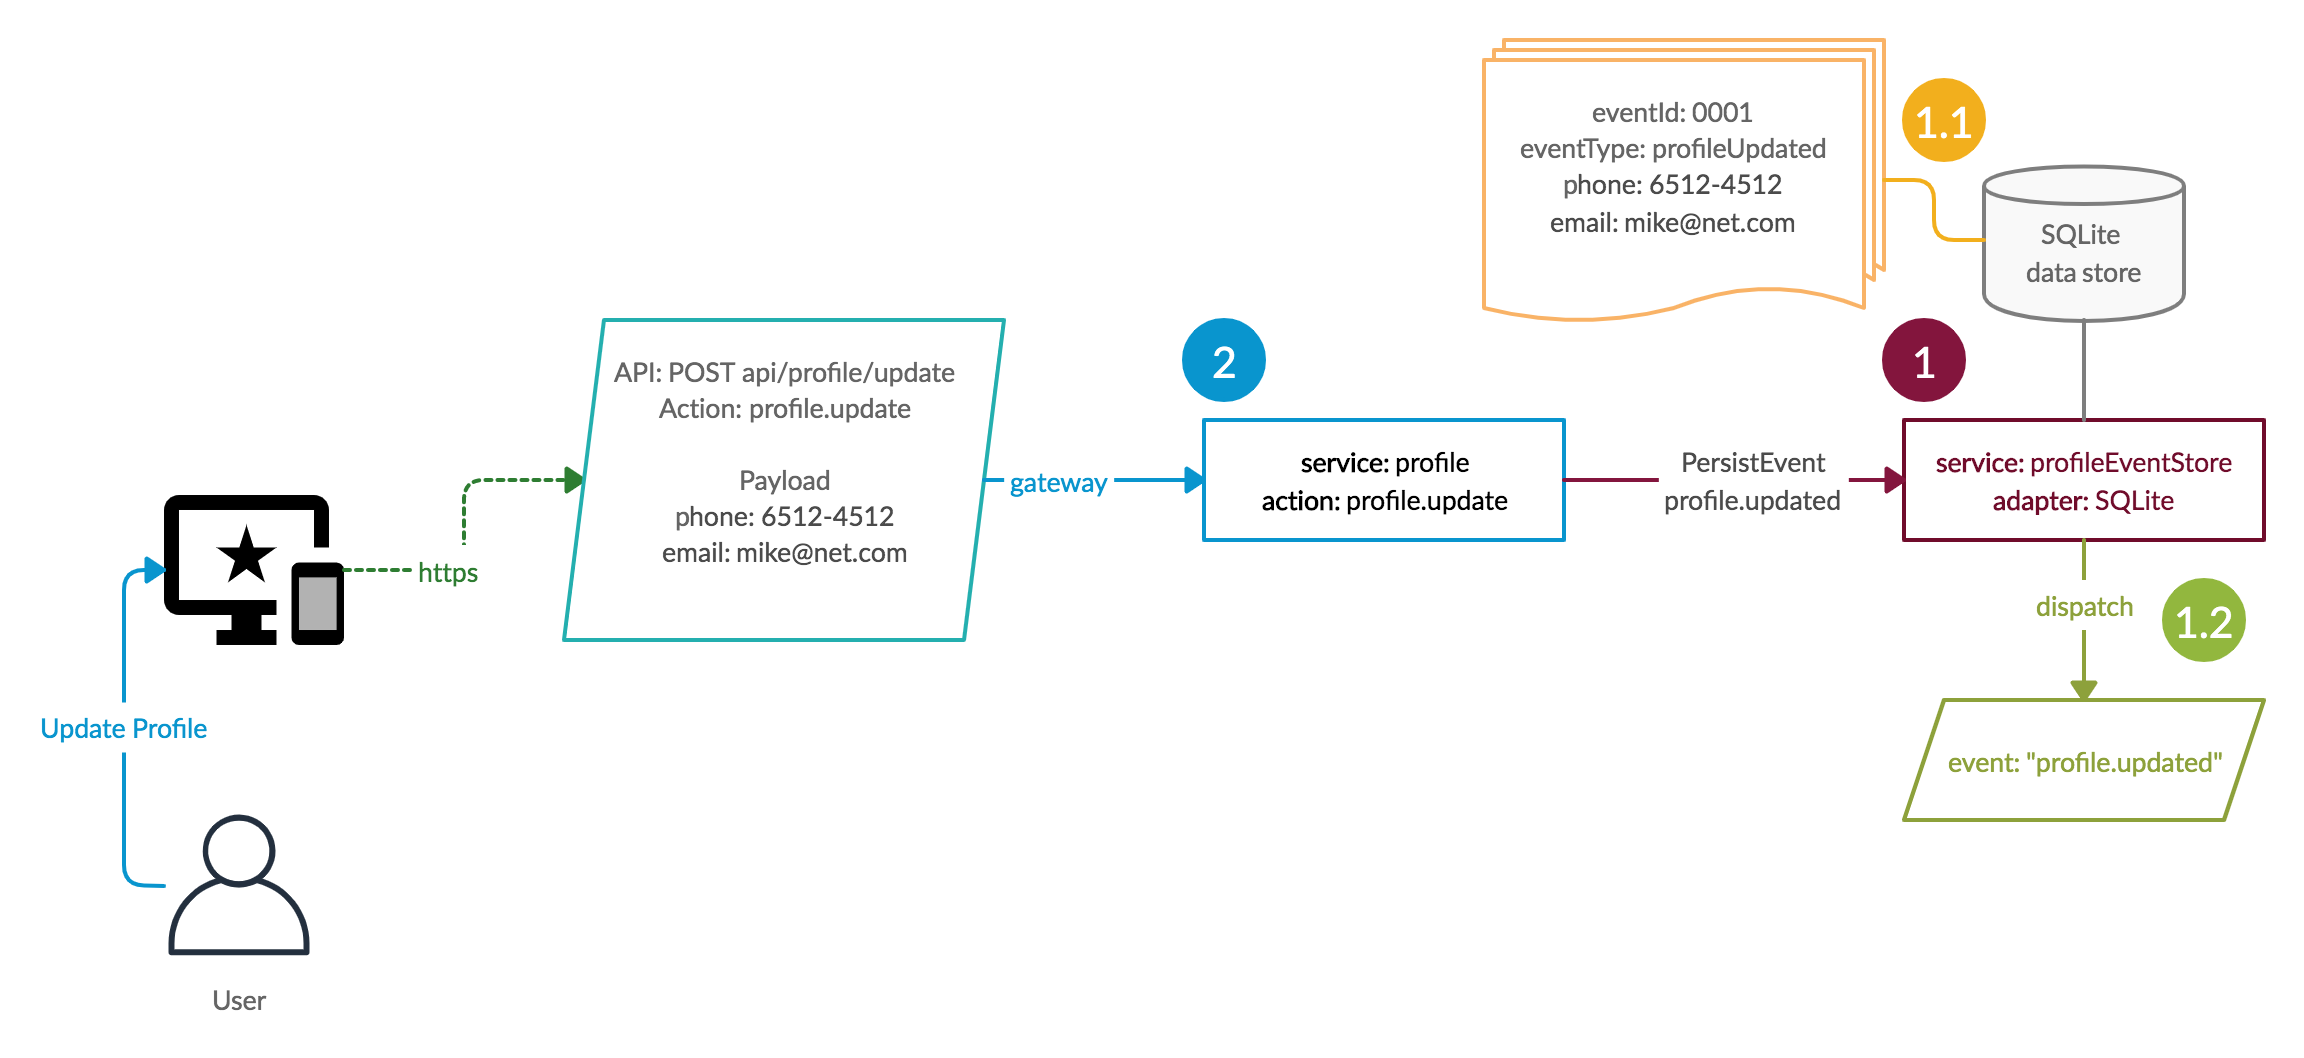 eventId: 0001
eventType: profileUpdated
phone: 6512-4512
email: mike@net.com
1.1
SQLite
data store
API: POST api/profile/update
Action: profile.update
Payload
phone: 6512-4512
email: mike@net.com
gateway
2
service: profile
action: profile.update
PersistEvent
profile.updated
1
service: profileEventStore
adapter: SQLite
https
dispatch
1.2
Update Profile
event: "profile.updated"
User